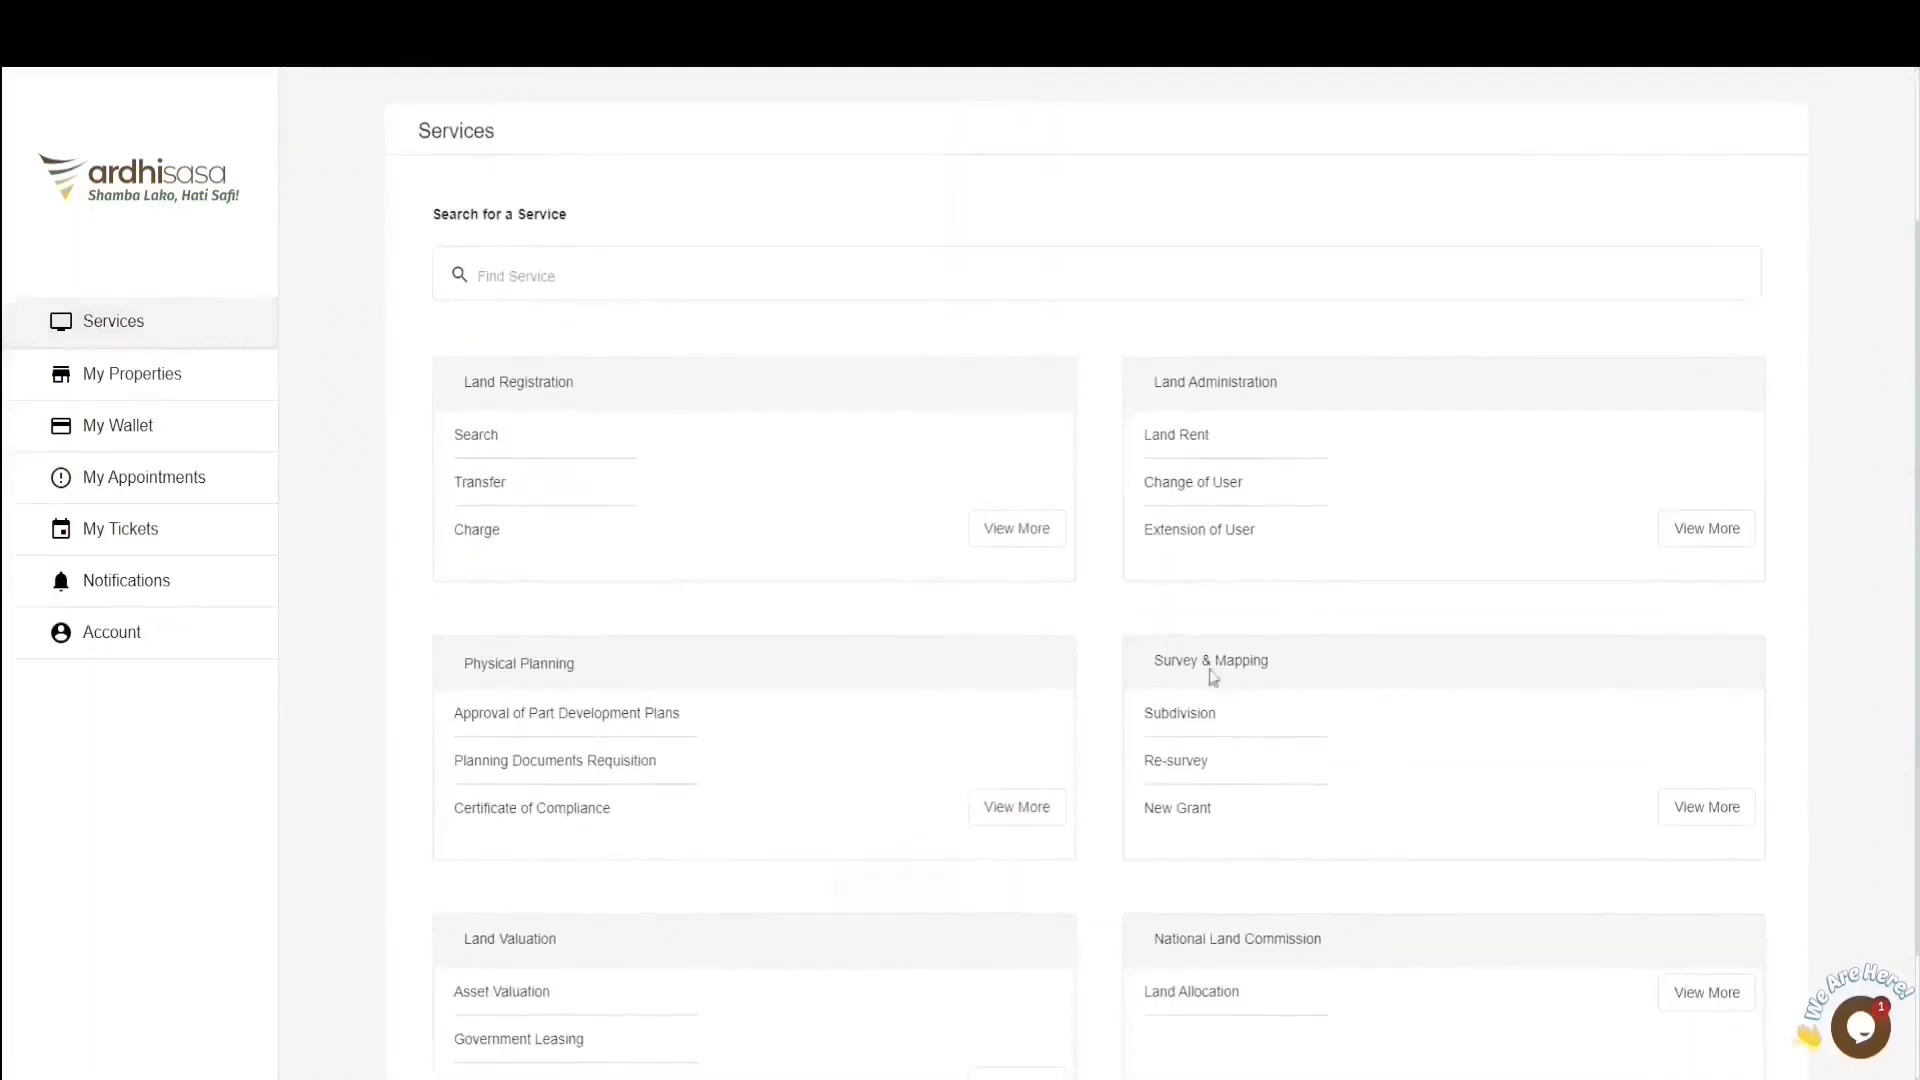 ardhisasa
Shamba Lako, Hati Safi!
Services
My Properties
My Wallet
My Appointments
My Tickets
Notifications
Account
Services
Search for a Service
Find Service
Land Registration
Search
Transfer
Charge
View More
Land Administration
Land Rent
Change of User
Extension of User
View More
Physical Planning
Approval of Part Development Plans
Planning Documents Requisition
Certificate of Compliance
View More
Survey & Mapping
Subdivision
Re-survey
New Grant
View More
Land Valuation
Asset Valuation
Government Leasing
National Land Commission
Land Allocation
View More
We Are Here!
1